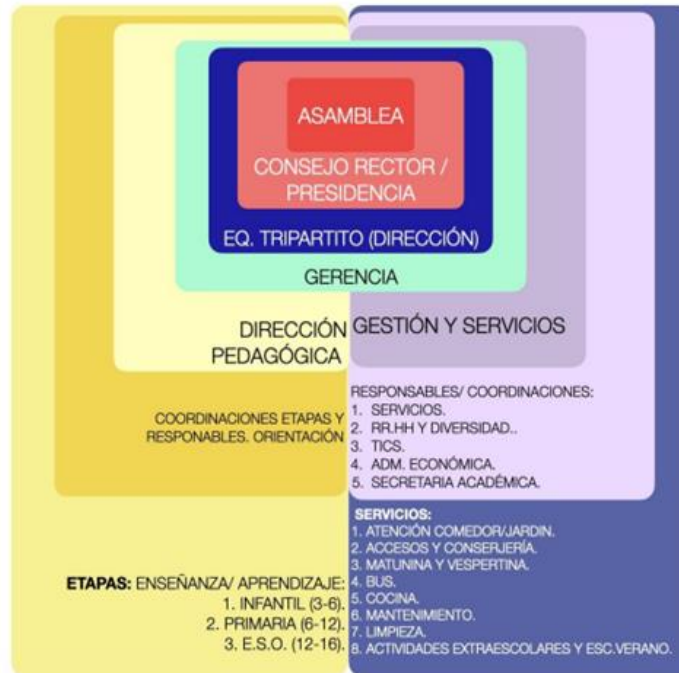 ASAMBLEA
CONSEJO RECTOR /
PRESIDENCIA
EQ. TRIPARTITO (DIRECCIÓN)
GERENCIA
DIRECCIÓN
PEDAGÓGICA
GESTIÓN Y SERVICIOS
COORDINACIONES ETAPAS Y
RESPONABLES. ORIENTACIÓN
RESPONSABLES/ COORDINACIONES:
1. SERVICIOS.
2. RR.HH Y DIVERSIDAD..
3. TICS.
4. ADM. ECONÓMICA.
5. SECRETARIA ACADÉMICA.
ETAPAS: ENSEÑANZA/ APRENDIZAJE:
1. INFANTIL (3-6).
2. PRIMARIA (6-12).
3. E.S.O. (12-16).
SERVICIOS:
1. ATENCIÓN COMEDOR/JARDIN.
2. ACCESOS Y CONSERJERÍA.
3. MATUNINA Y VESPERTINA.
4. BUS.
5. COCINA.
6. MANTENIMIENTO.
7. LIMPIEZA.
8. ACTIVIDADES EXTRAESCOLARES Y ESC.VERANO.